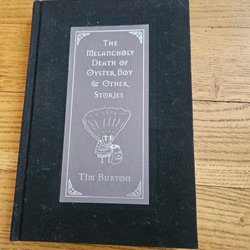 The
Melancholy
Death of
Oyster Boy
& Other
Stories
Tim Burton